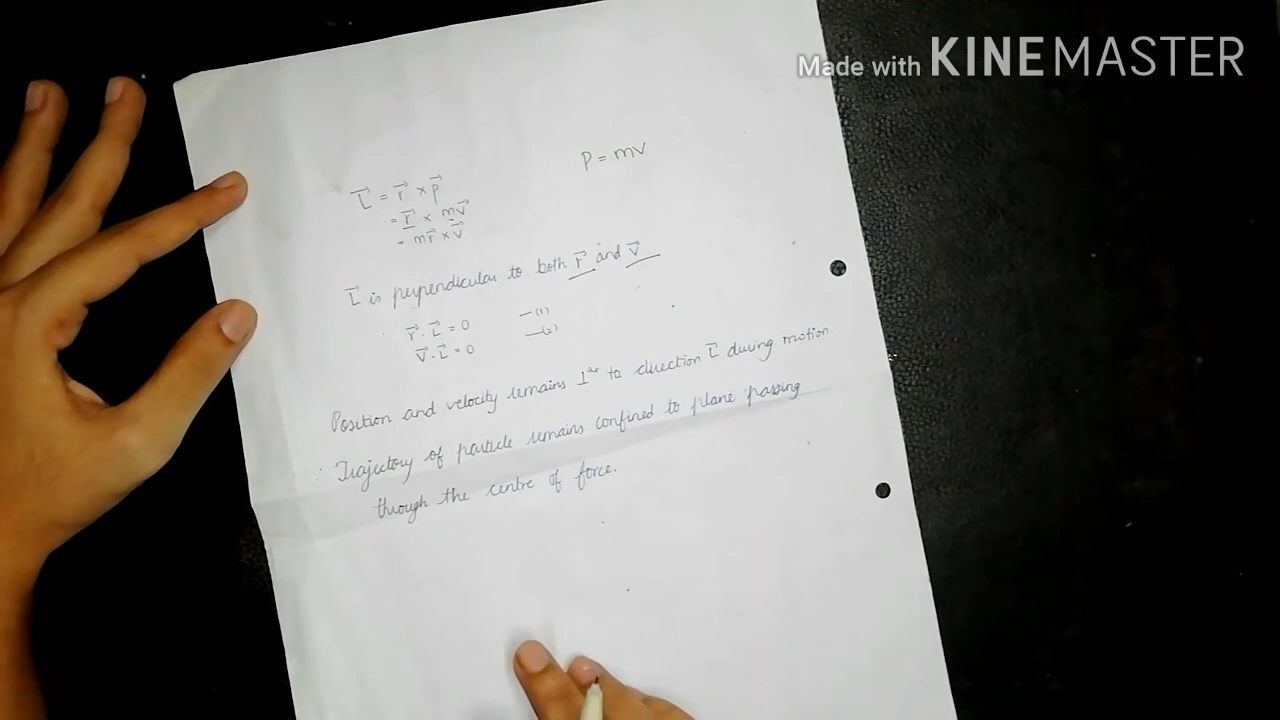 Made with KINEMASTER
P = mv
L⃗ = r⃗ × p⃗
= r⃗ × mv⃗
= mr⃗ × v⃗
L⃗ is perpendicular to both r⃗ and v⃗
r⃗ . L⃗ = 0 —(1)
v⃗ . L⃗ = 0 —(2)
Position and velocity remains ⊥ᵃʳ to direction L⃗ during motion
Trajectory of particle remains confined to plane passing
through the centre of force.